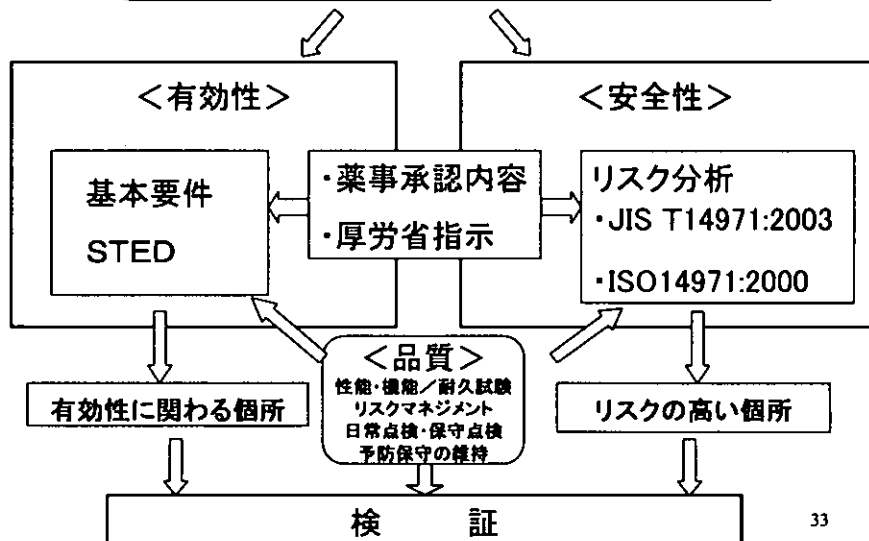 ＜有効性＞
＜安全性＞
基本要件
STED
・薬事承認内容
・厚労省指示
リスク分析
・JIS T14971:2003
・ISO14971:2000
＜品質＞
性能・機能／耐久試験
リスクマネジメント
日常点検・保守点検
予防保守の維持
有効性に関わる個所
リスクの高い個所
検　証
33